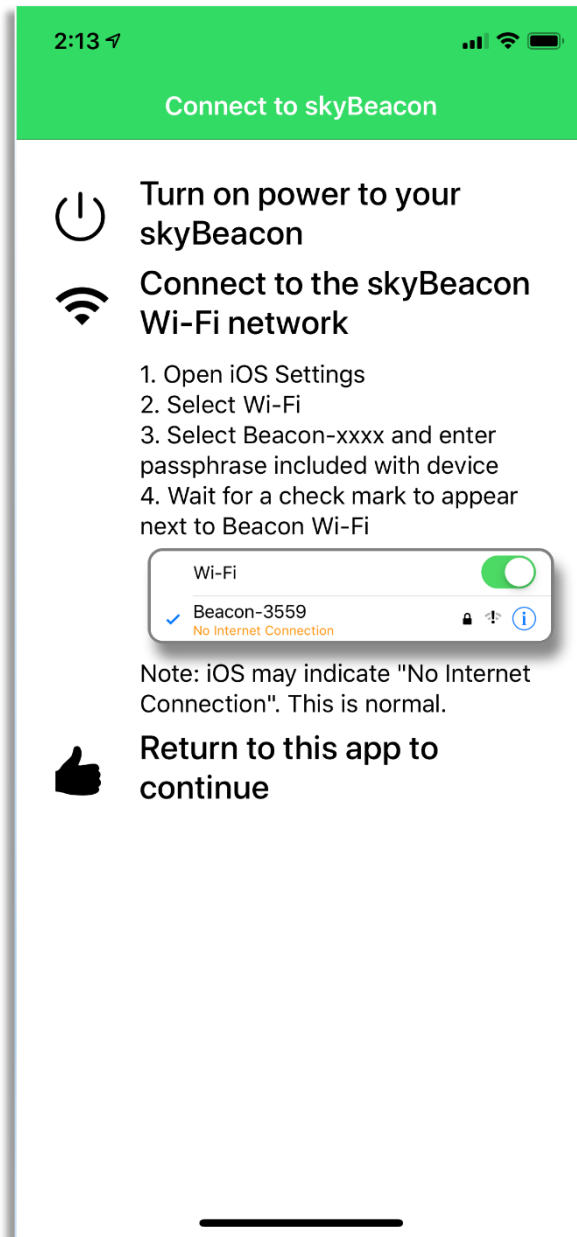 2:13
Connect to skyBeacon
Turn on power to your
skyBeacon
Connect to the skyBeacon
Wi-Fi network
1. Open iOS Settings
2. Select Wi-Fi
3. Select Beacon-xxxx and enter
passphrase included with device
4. Wait for a check mark to appear
next to Beacon Wi-Fi
Wi-Fi
Beacon-3559
No Internet Connection
Note: iOS may indicate "No Internet
Connection". This is normal.
Return to this app to
continue